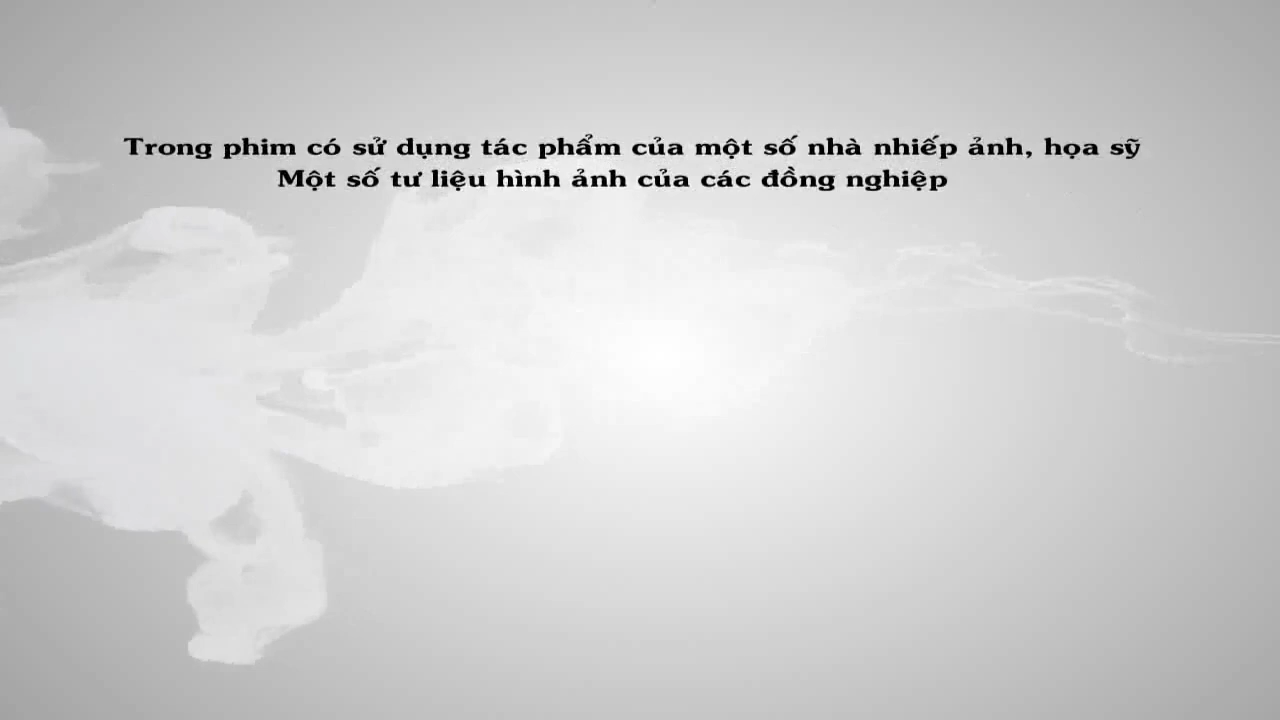 Trong phim có sử dụng tác phẩm của một số nhà nhiếp ảnh, họa sỹ
Một số tư liệu hình ảnh của các đồng nghiệp